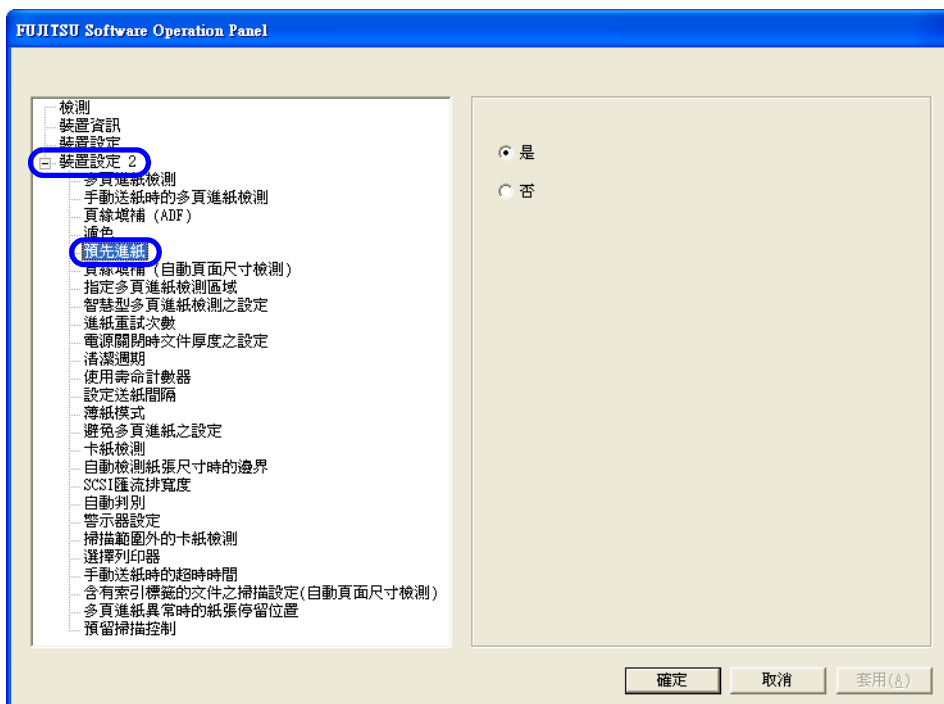 FUJITSU Software Operation Panel
檢測
裝置資訊
裝置設定
裝置設定 2
多頁進紙檢測
手動送紙時的多頁進紙檢測
頁緣填補 (ADF)
濾色
預先進紙
頁緣填補 (自動頁面尺寸檢測)
指定多頁進紙檢測區域
智慧型多頁進紙檢測之設定
進紙重試次數
電源關閉時文件厚度之設定
清潔週期
使用壽命計數器
設定送紙間隔
薄紙模式
避免多頁進紙之設定
卡紙檢測
自動檢測紙張尺寸時的邊界
SCSI匯流排寬度
自動判別
警示器設定
掃描範圍外的卡紙檢測
選擇列印器
手動送紙時的超時時間
含有索引標籤的文件之掃描設定(自動頁面尺寸檢測)
多頁進紙異常時的紙張停留位置
預留掃描控制
是
否
確定
取消
套用(A)